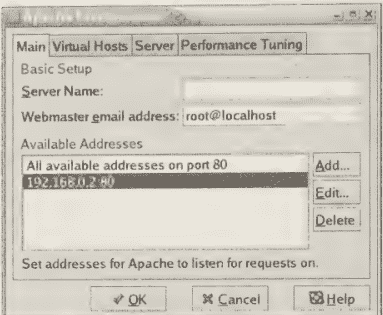 Main Virtual Hosts Server Performance Tuning
Basic Setup
Server Name:
Webmaster email address: root@localhost
Available Addresses
All available addresses on port 80
192.168.0.2:80
Add...
Edit...
Delete
Set addresses for Apache to listen for requests on.
OK Cancel Help